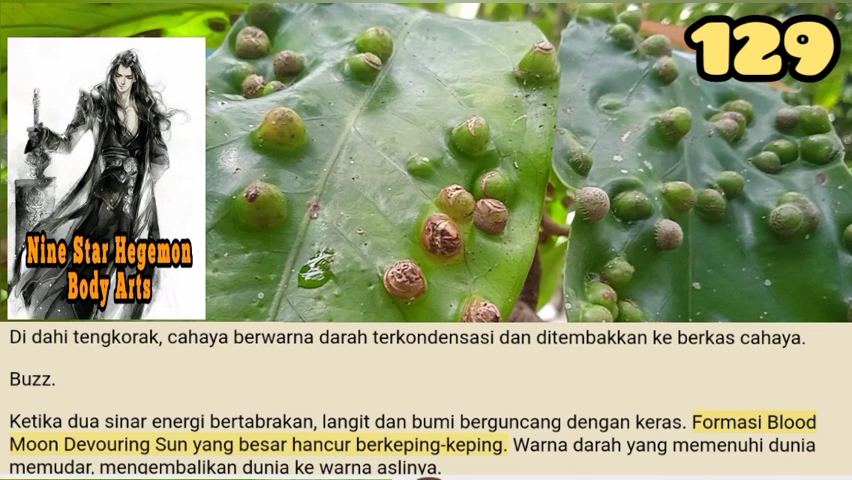 129
Nine Star Hegemon
Body Arts
Di dahi tengkorak, cahaya berwarna darah terkondensasi dan ditembakkan ke berkas cahaya.
Buzz.
Ketika dua sinar energi bertabrakan, langit dan bumi berguncang dengan keras. Formasi Blood
Moon Devouring Sun yang besar hancur berkeping-keping. Warna darah yang memenuhi dunia
memudar, mengembalikan dunia ke warna aslinya.